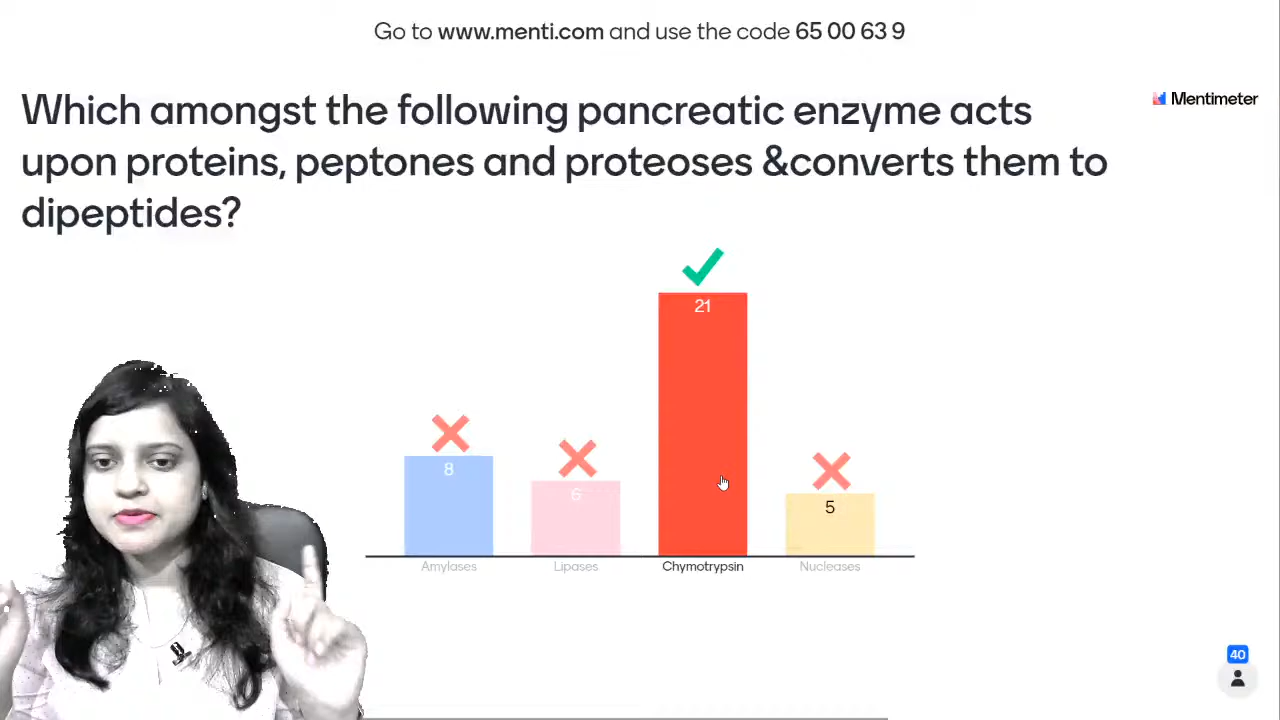 Go to www.menti.com and use the code 65 00 63 9
Which amongst the following pancreatic enzyme acts
upon proteins, peptones and proteoses &converts them to
dipeptides?
Mentimeter
21
8
6
5
Amylases
Lipases
Chymotrypsin
Nucleases
40